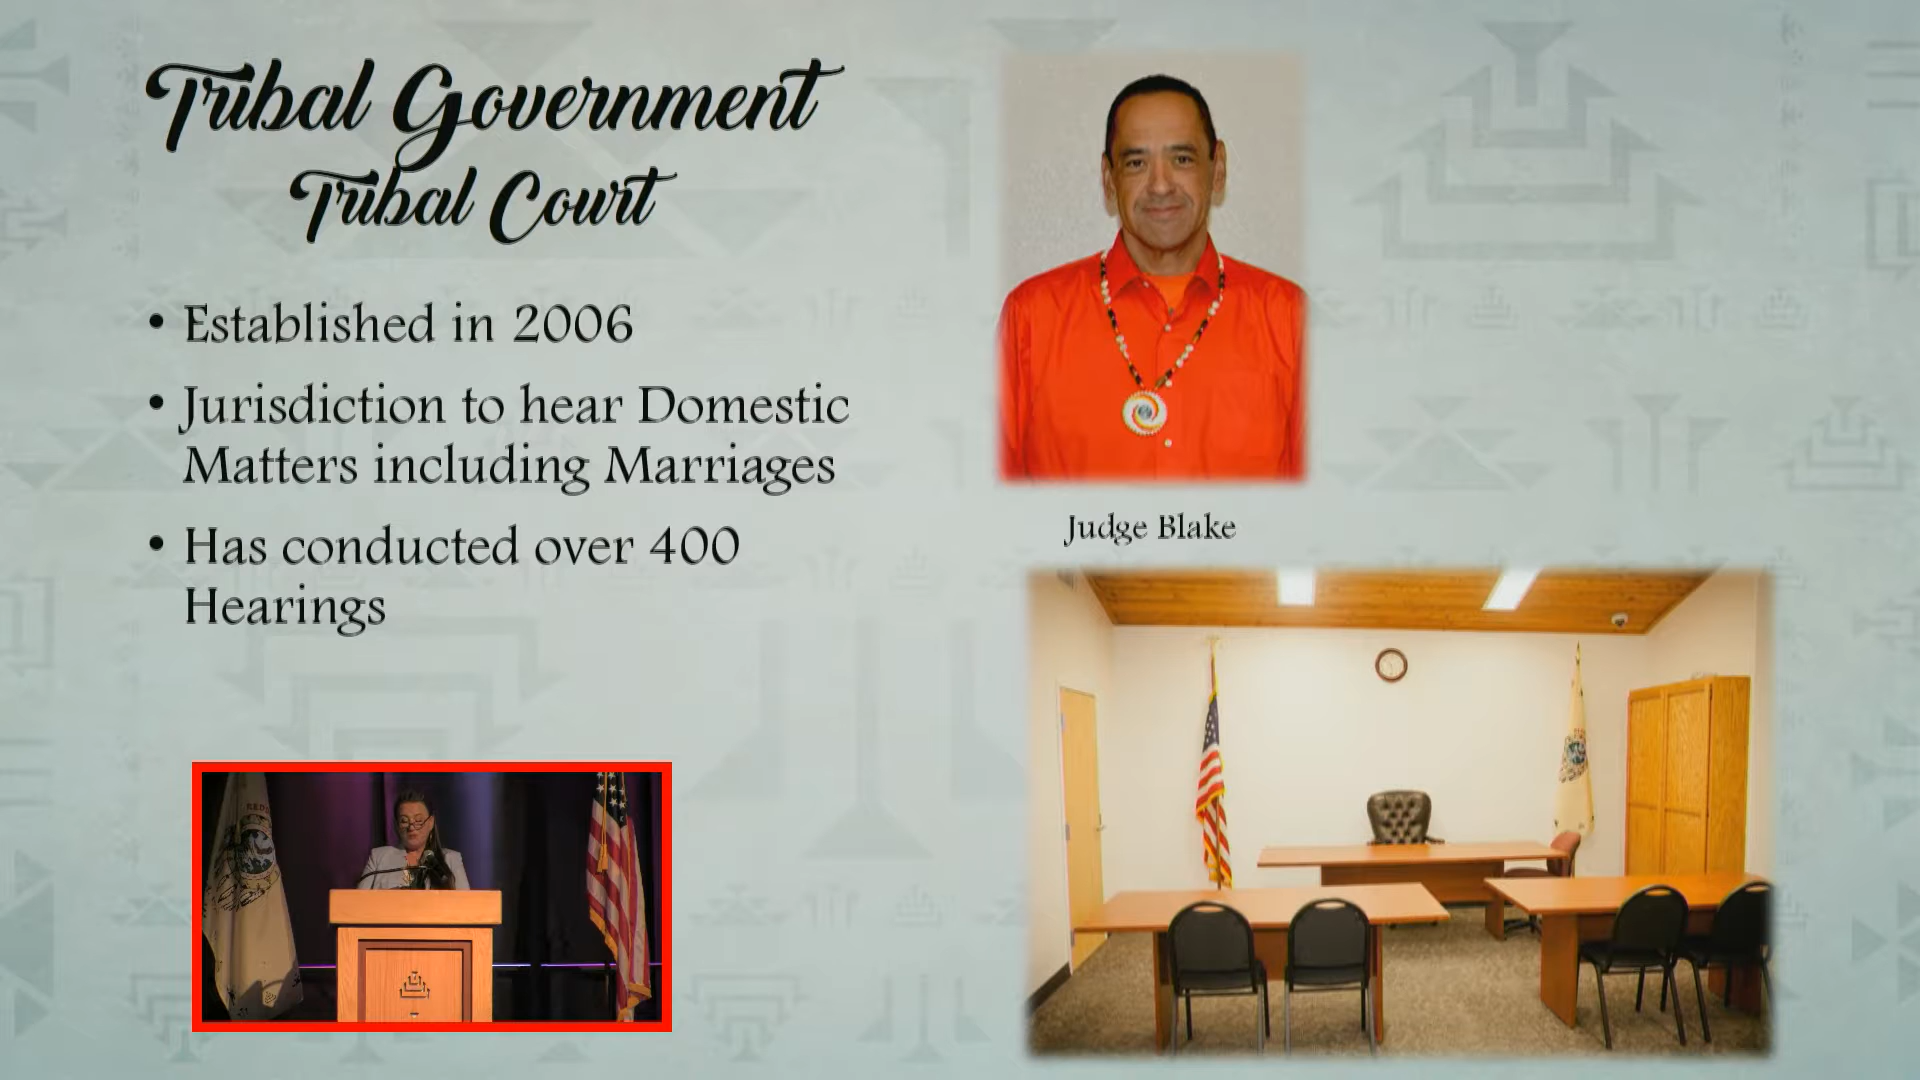 Tribal Government
Tribal Court
• Established in 2006
• Jurisdiction to hear Domestic
Matters including Marriages
• Has conducted over 400
Hearings
Judge Blake